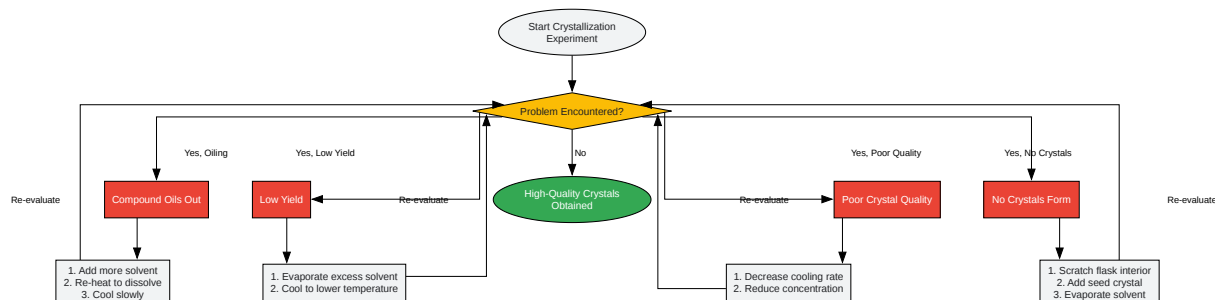 Start Crystallization
Experiment
Problem Encountered?
Yes, Oiling
Yes, Low Yield
No
Yes, Poor Quality
Yes, No Crystals
Re-evaluate
Compound Oils Out
Low Yield
Re-evaluate
High-Quality Crystals
Obtained
Re-evaluate
Poor Crystal Quality
No Crystals Form
Re-evaluate
1. Add more solvent
2. Re-heat to dissolve
3. Cool slowly
1. Evaporate excess solvent
2. Cool to lower temperature
1. Decrease cooling rate
2. Reduce concentration
1. Scratch flask interior
2. Add seed crystal
3. Evaporate solvent